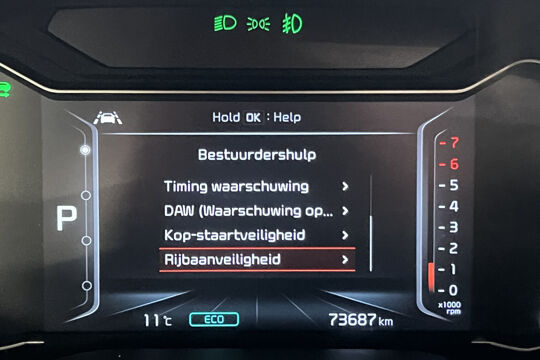 Hold OK : Help
Bestuurdershulp
Timing waarschuwing >
DAW (Waarschuwing op... >
Kop-staartveiligheid >
Rijbaanveiligheid >
P
7
6
5
4
3
2
1
0
x1000
rpm
11°c
ECO
73687 km